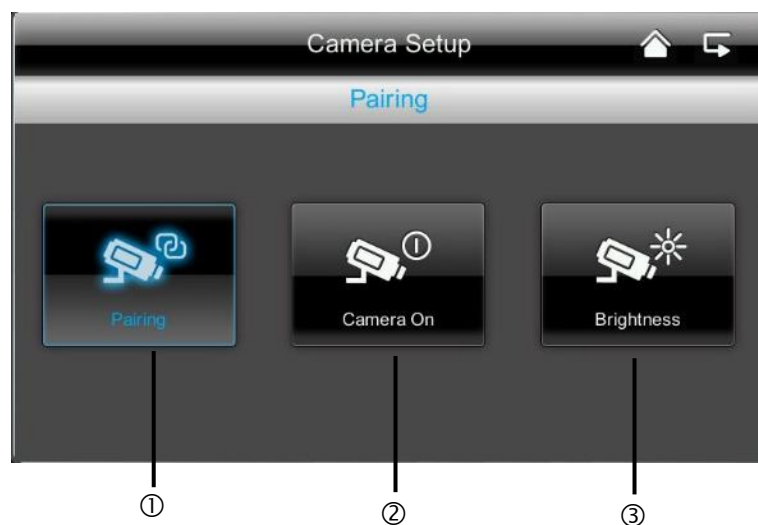 Camera Setup
Pairing
Pairing
Camera On
Brightness
①
②
③